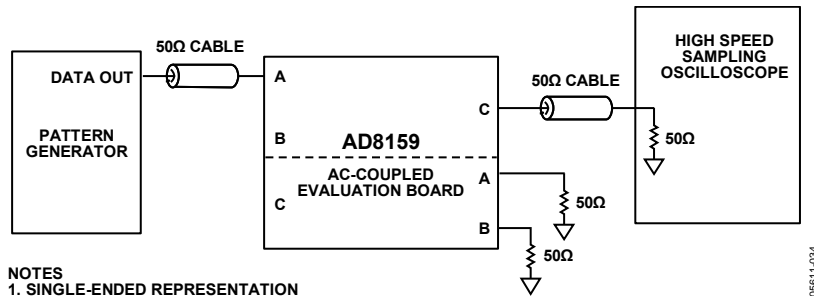 50Ω CABLE
DATA OUT
PATTERN
GENERATOR
A
B
C
AD8159
AC-COUPLED
EVALUATION BOARD
C
A
B
50Ω CABLE
HIGH SPEED
SAMPLING
OSCILLOSCOPE
50Ω
50Ω
50Ω
NOTES
1. SINGLE-ENDED REPRESENTATION
05611-034